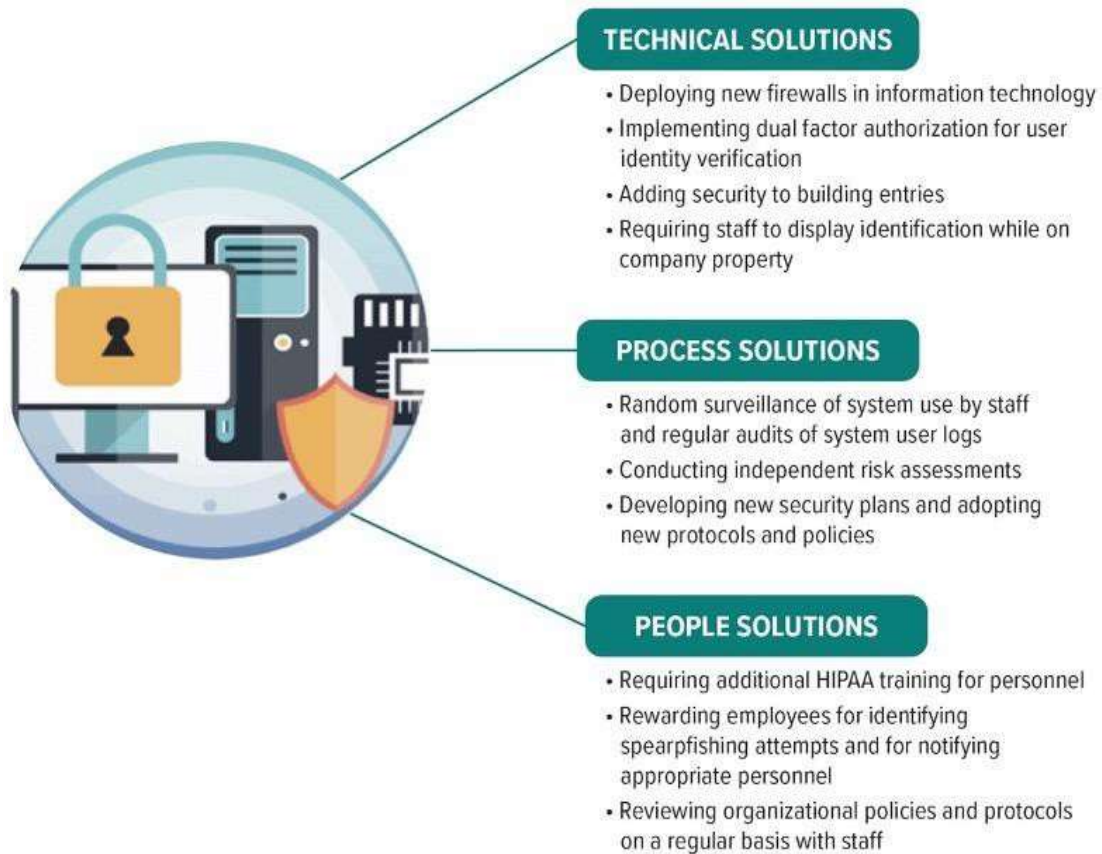 TECHNICAL SOLUTIONS
• Deploying new firewalls in information technology
• Implementing dual factor authorization for user
identity verification
• Adding security to building entries
• Requiring staff to display identification while on
company property
PROCESS SOLUTIONS
• Random surveillance of system use by staff
and regular audits of system user logs
• Conducting independent risk assessments
• Developing new security plans and adopting
new protocols and policies
PEOPLE SOLUTIONS
• Requiring additional HIPAA training for personnel
• Rewarding employees for identifying
spearpfishing attempts and for notifying
appropriate personnel
• Reviewing organizational policies and protocols
on a regular basis with staff